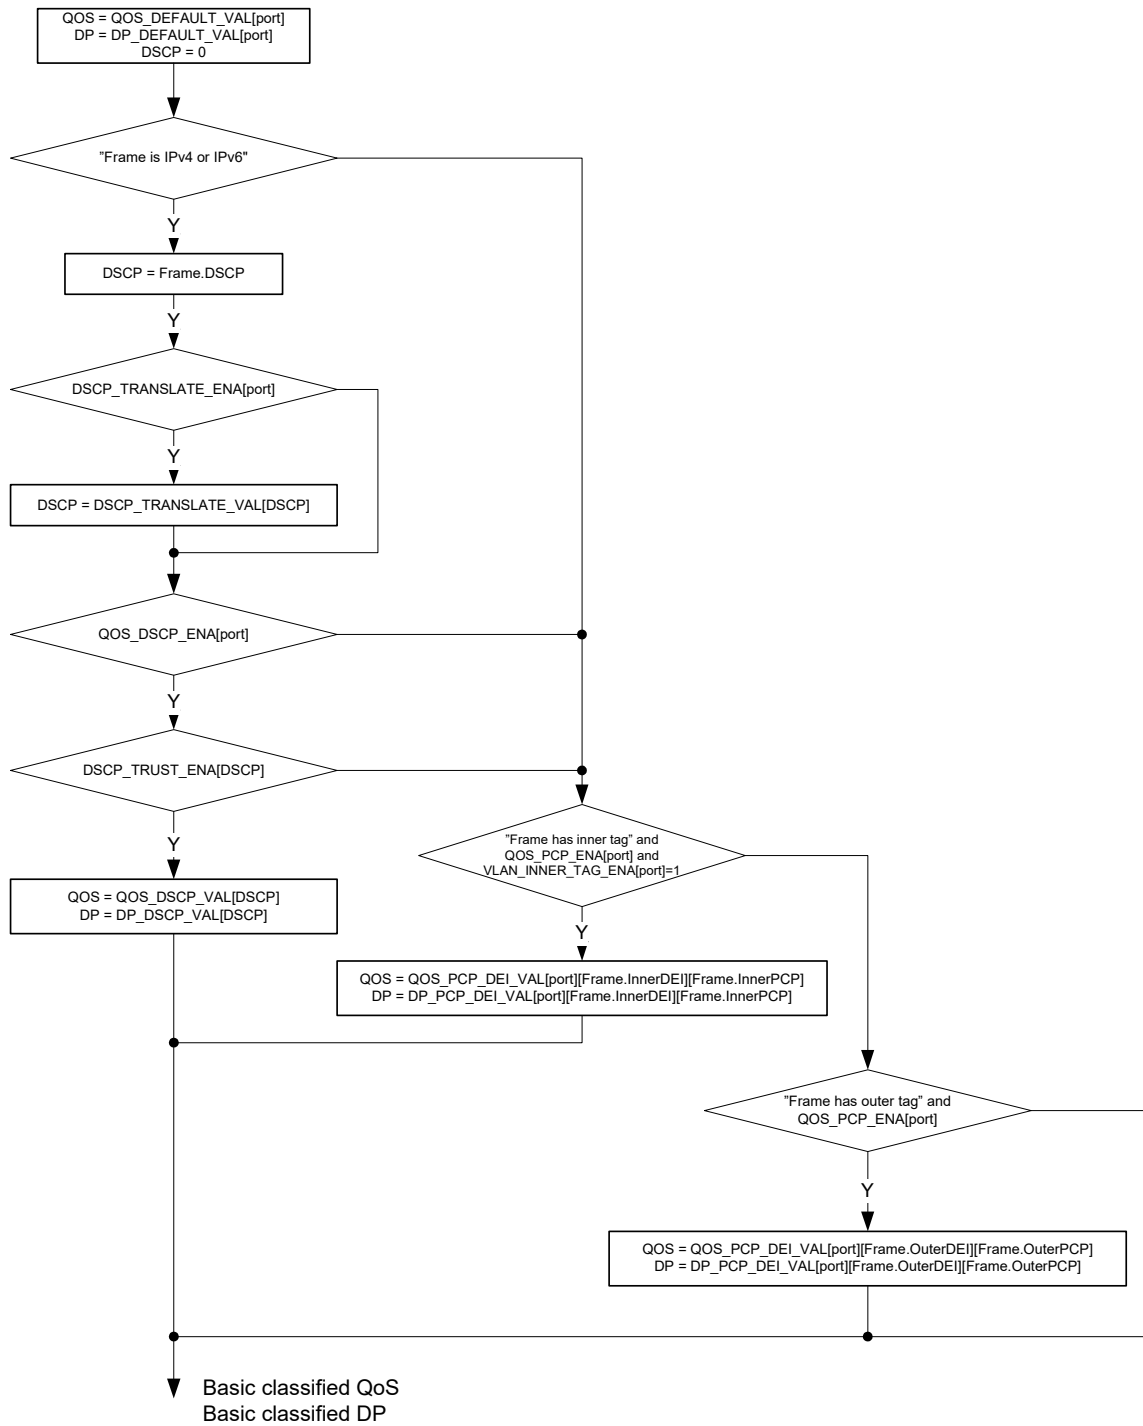 QOS = QOS_DEFAULT_VAL[port]
DP = DP_DEFAULT_VAL[port]
DSCP = 0
"Frame is IPv4 or IPv6"
Y
DSCP = Frame.DSCP
Y
DSCP_TRANSLATE_ENA[port]
Y
DSCP = DSCP_TRANSLATE_VAL[DSCP]
QOS_DSCP_ENA[port]
Y
DSCP_TRUST_ENA[DSCP]
Y
QOS = QOS_DSCP_VAL[DSCP]
DP = DP_DSCP_VAL[DSCP]
"Frame has inner tag" and
QOS_PCP_ENA[port] and
VLAN_INNER_TAG_ENA[port]=1
Y
QOS = QOS_PCP_DEI_VAL[port][Frame.InnerDEI][Frame.InnerPCP]
DP = DP_PCP_DEI_VAL[port][Frame.InnerDEI][Frame.InnerPCP]
"Frame has outer tag" and
QOS_PCP_ENA[port]
Y
QOS = QOS_PCP_DEI_VAL[port][Frame.OuterDEI][Frame.OuterPCP]
DP = DP_PCP_DEI_VAL[port][Frame.OuterDEI][Frame.OuterPCP]
Basic classified QoS
Basic classified DP